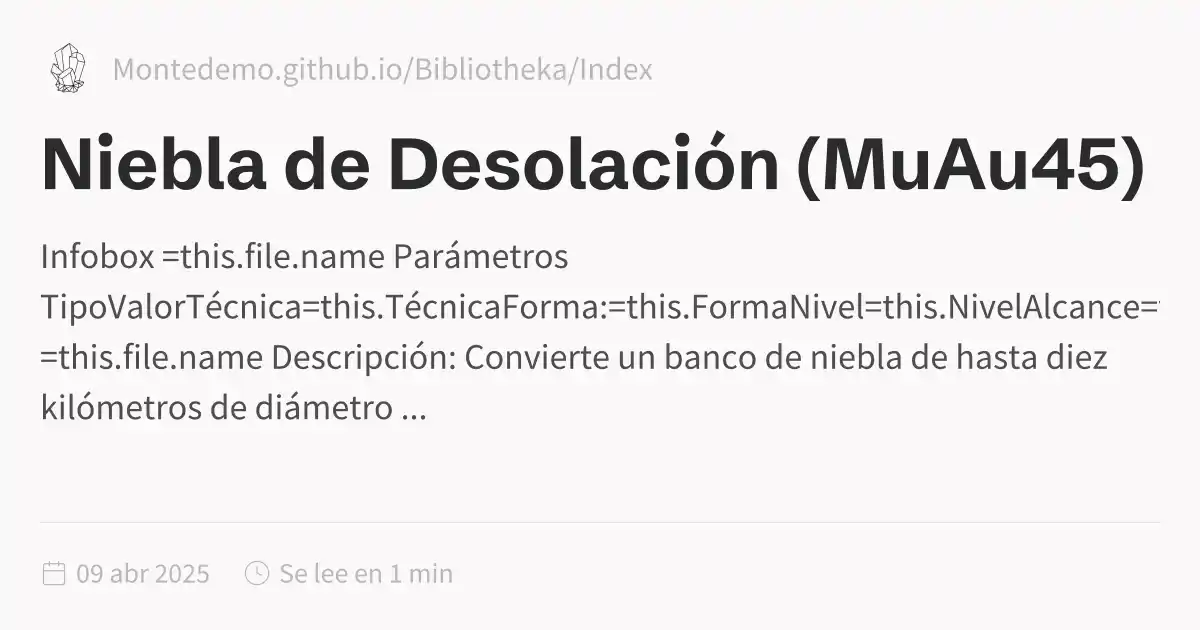 Montedemo.github.io/Bibliotheka/Index
Niebla de Desolación (MuAu45)
Infobox =this.file.name Parámetros
TipoValorTécnica=this.TécnicaForma:=this.FormaNivel=this.NivelAlcance=
=this.file.name Descripción: Convierte un banco de niebla de hasta diez
kilómetros de diámetro ...
09 abr 2025
Se lee en 1 min